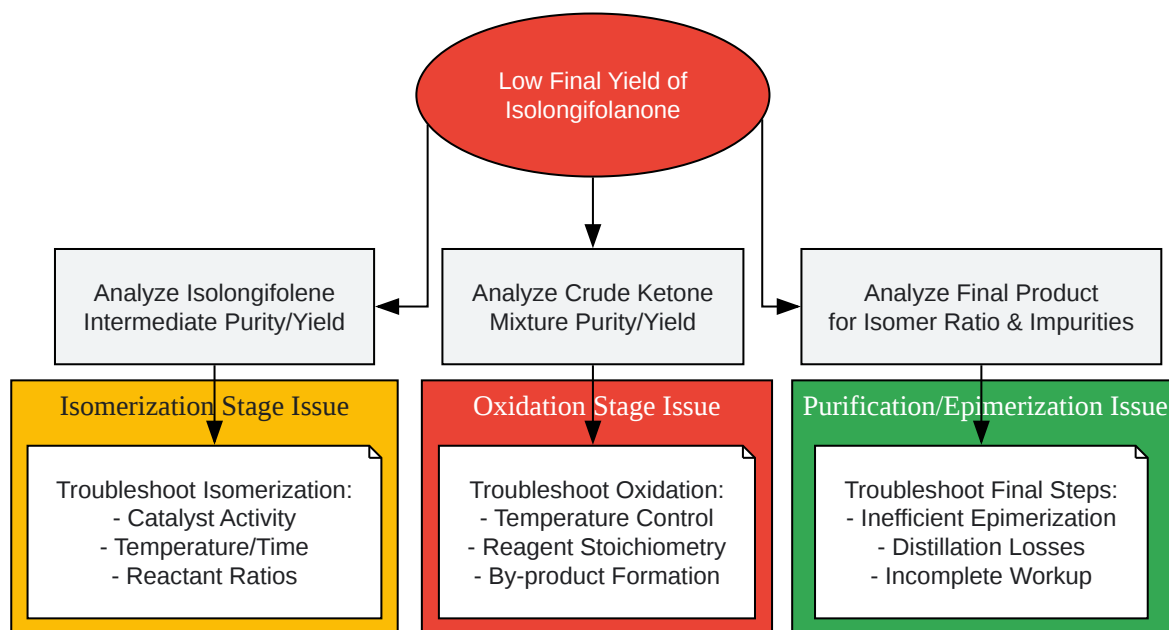 Low Final Yield of
Isolongifolanone
Analyze Isolongifolene
Intermediate Purity/Yield
Analyze Crude Ketone
Mixture Purity/Yield
Analyze Final Product
for Isomer Ratio & Impurities
Isomerization Stage Issue
Troubleshoot Isomerization:
- Catalyst Activity
- Temperature/Time
- Reactant Ratios
Oxidation Stage Issue
Troubleshoot Oxidation:
- Temperature Control
- Reagent Stoichiometry
- By-product Formation
Purification/Epimerization Issue
Troubleshoot Final Steps:
- Inefficient Epimerization
- Distillation Losses
- Incomplete Workup